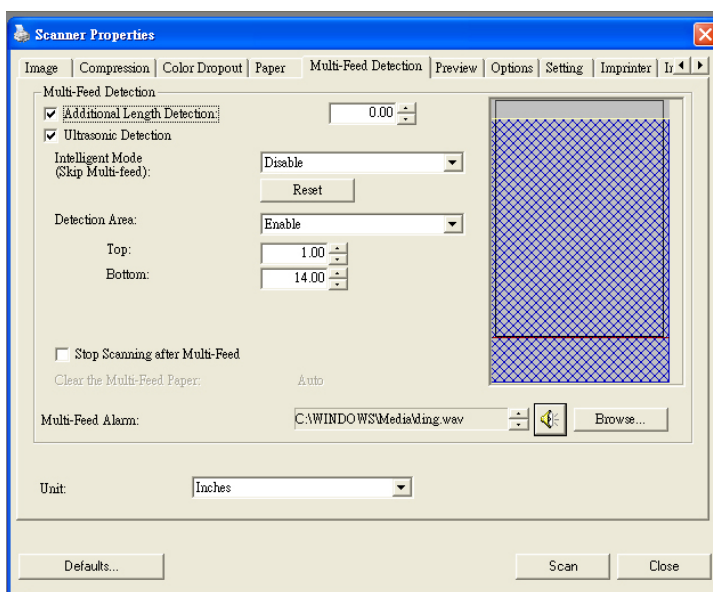 Scanner Properties
Image Compression Color Dropout Paper Multi-Feed Detection Preview Options Setting Imprinter
Multi-Feed Detection
Additional Length Detection: 0.00
Ultrasonic Detection
Intelligent Mode
(Skip Multi-feed): Disable
Reset
Detection Area: Enable
Top: 1.00
Bottom: 14.00
Stop Scanning after Multi-Feed
Clear the Multi-Feed Paper: Auto
Multi-Feed Alarm: C:\WINDOWS\Media\ding.wav Browse...
Unit: Inches
Defaults... Scan Close